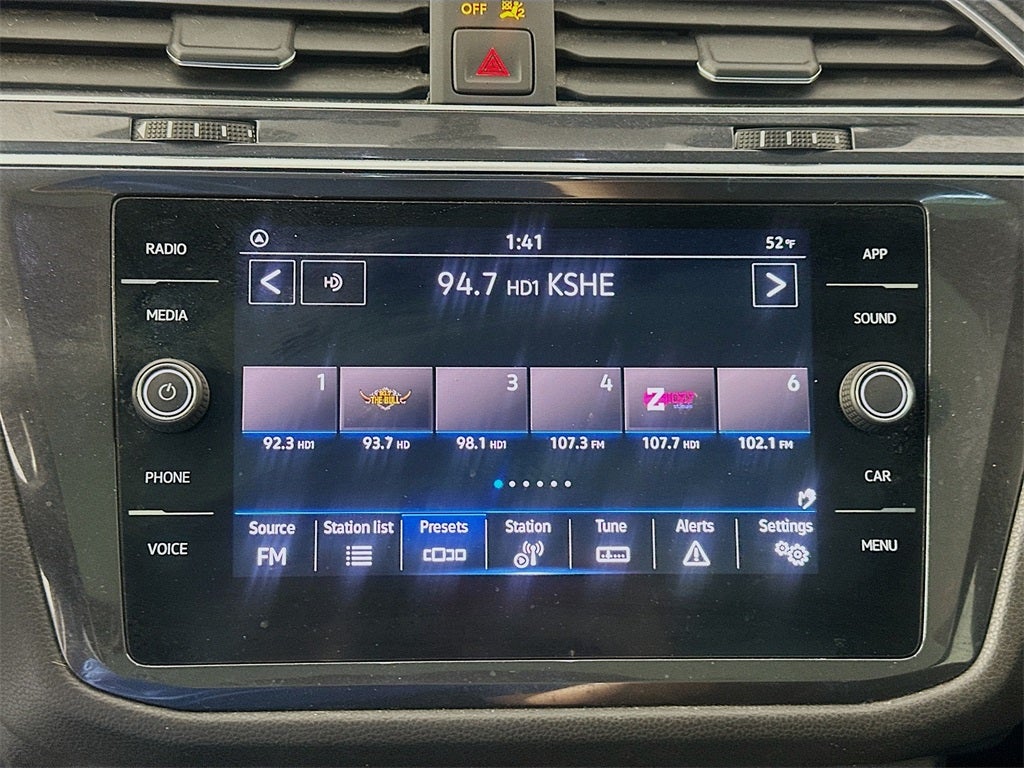 OFF
RADIO
MEDIA
PHONE
VOICE
1:41
52°F
HD
94.7 HD1 KSHE
1
3
4
6
THE BULL
Z
92.3 HD1
93.7 HD
98.1 HD1
107.3 FM
107.7 HD1
102.1 FM
Source
FM
Station list
Presets
Station
Tune
Alerts
Settings
APP
SOUND
CAR
MENU